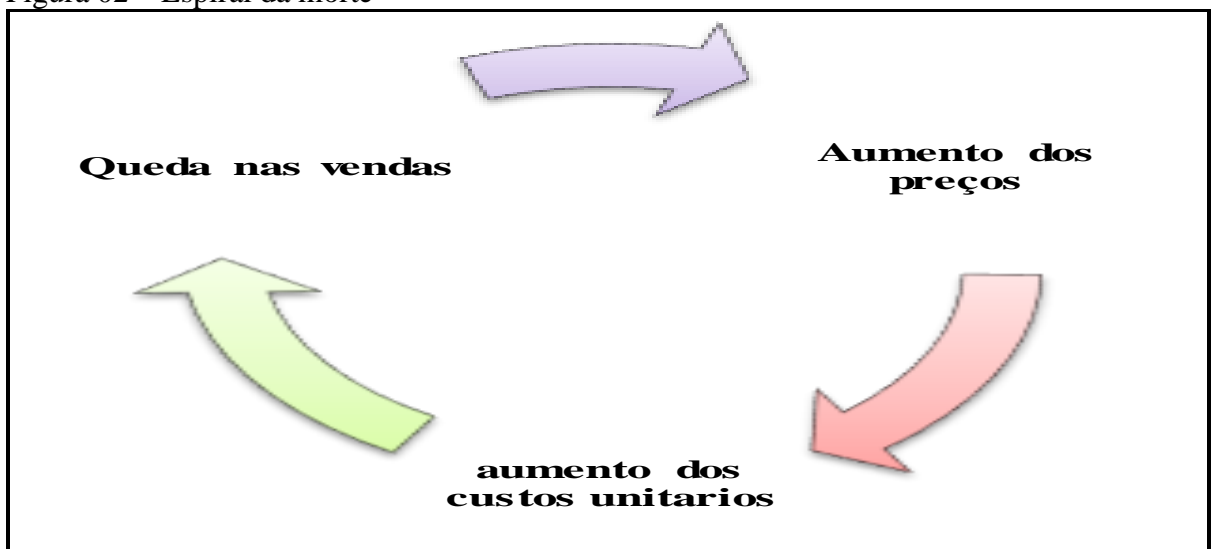 Figura 02 – Espiral da morte
Queda nas vendas
Aumento dos
preços
aumento dos
custos unitarios